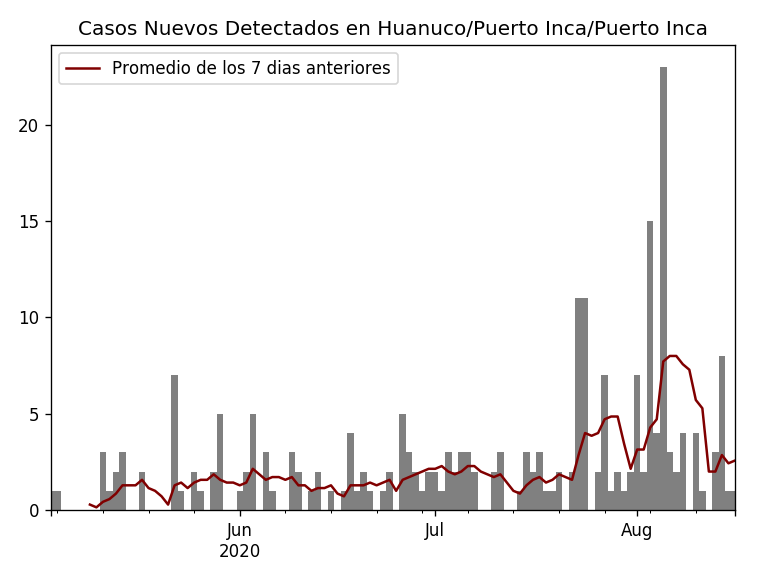 Casos Nuevos Detectados en Huanuco/Puerto Inca/Puerto Inca
Promedio de los 7 dias anteriores
20
15
10
5
0
Jun
2020
Jul
Aug